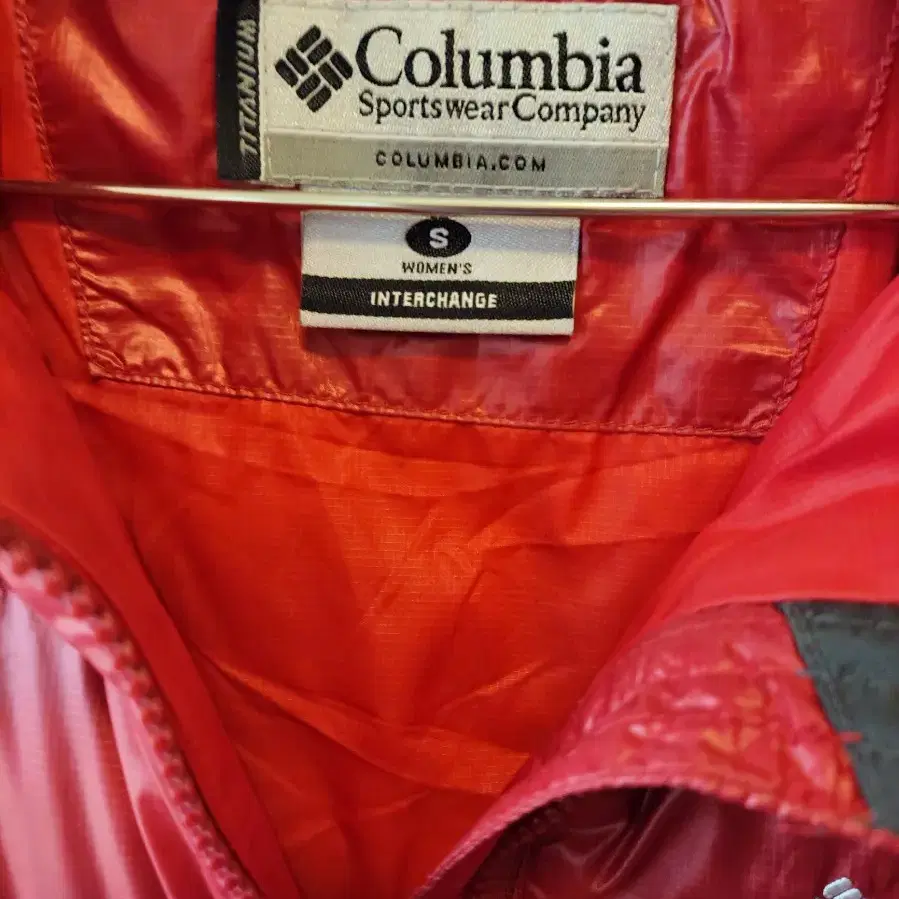 TITANIUM
Columbia
Sportswear Company
COLUMBIA.COM
S
WOMEN'S
INTERCHANGE